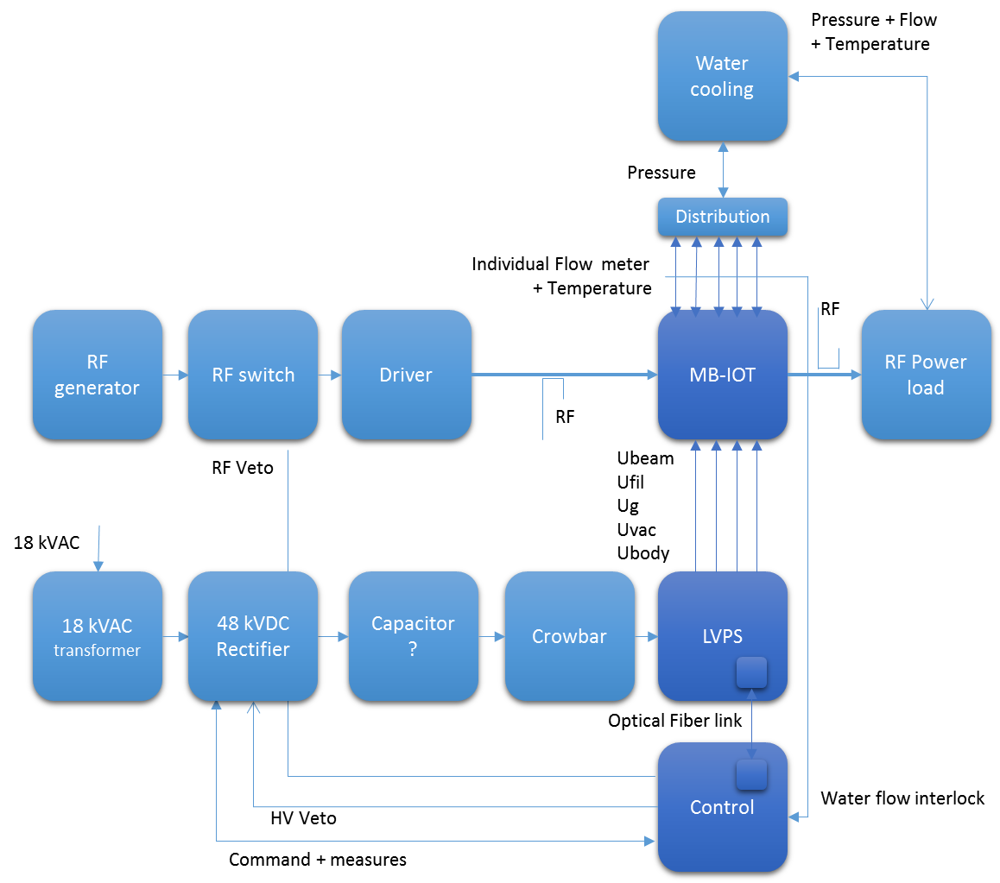 Pressure + Flow
+ Temperature
Water
cooling
Pressure
Distribution
Individual Flow meter
+ Temperature
RF
generator
RF switch
Driver
RF
MB-IOT
RF
RF Power
load
RF Veto
Ubeam
Ufil
Ug
Uvac
Ubody
18 kVAC
18 kVAC
transformer
48 kVDC
Rectifier
Capacitor
?
Crowbar
LVPS
Optical Fiber link
Control
Water flow interlock
HV Veto
Command + measures